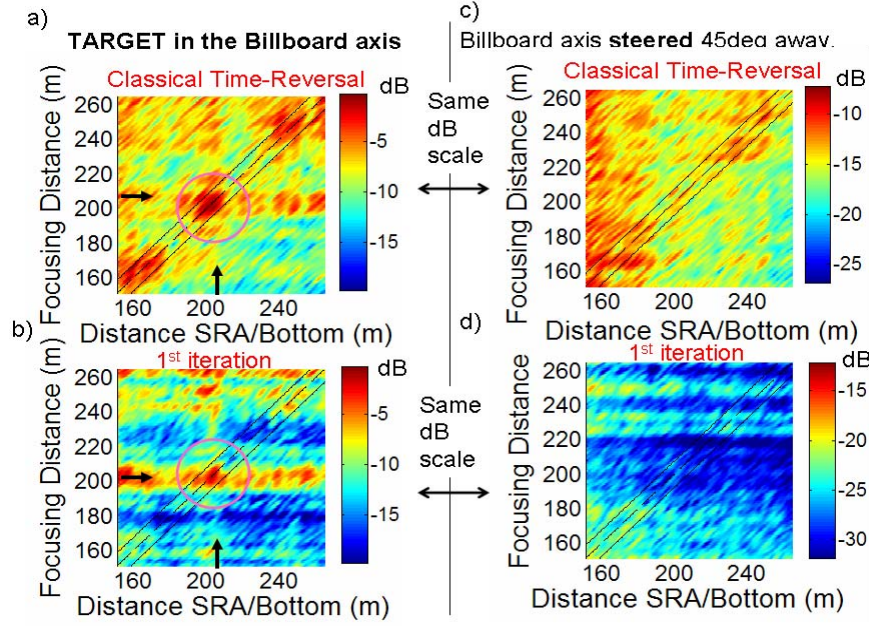 a)
TARGET in the Billboard axis
Classical Time-Reversal
dB
Focusing Distance (m)
260
240
220
200
180
160
-5
-10
-15
160
200
240
Distance SRA/Bottom (m)
c)
Billboard axis steered 45deg away.
Classical Time-Reversal
dB
Focusing Distance (m)
260
240
220
200
180
160
-10
-15
-20
-25
160
200
240
Distance SRA/Bottom (m)
Same
dB
scale
b)
1st iteration
dB
Focusing Distance (m)
260
240
220
200
180
160
-5
-10
-15
160
200
240
Distance SRA/Bottom (m)
d)
1st iteration
dB
Focusing Distance
260
240
220
200
180
160
-15
-20
-25
-30
160
200
240
Distance SRA/Bottom (m)
Same
dB
scale